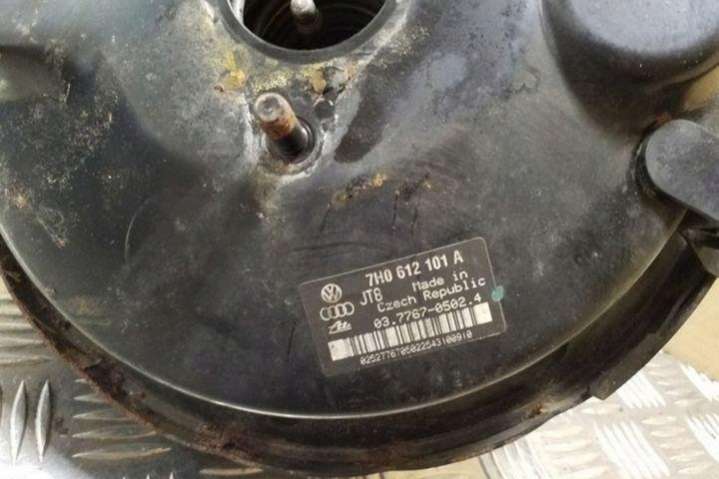 7H0 612 101 A
JT8 Made in
Czech Republic
03.7767-0502.4